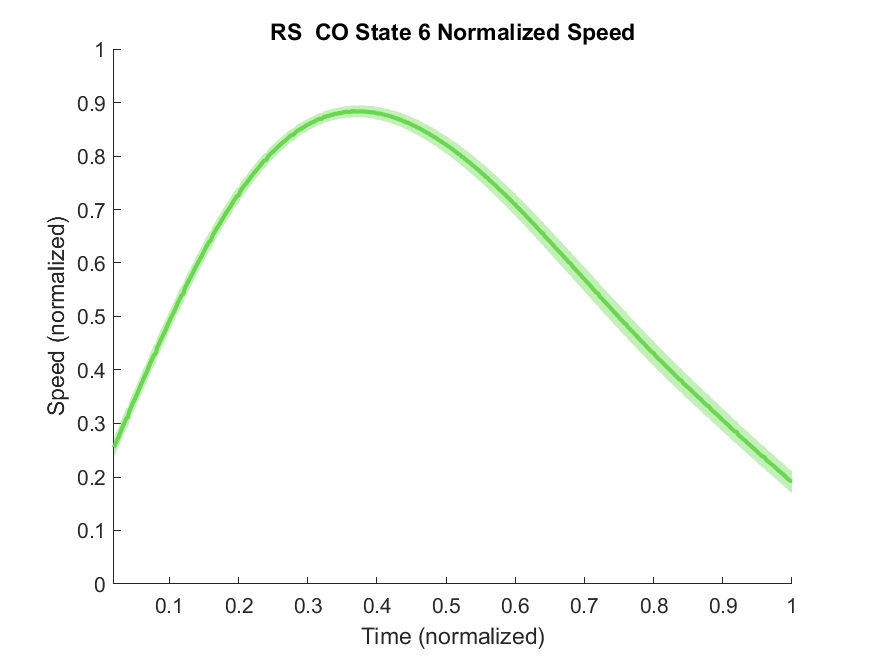 RS  CO State 6 Normalized Speed
1
0.9
0.8
0.7
0.6
0.5
0.4
0.3
0.2
0.1
0
Speed (normalized)
0.1 0.2 0.3 0.4 0.5 0.6 0.7 0.8 0.9 1
Time (normalized)